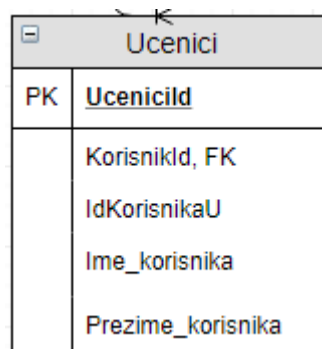 Ucenici
PK UceniciId
KorisnikId, FK
IdKorisnikaU
Ime_korisnika
Prezime_korisnika